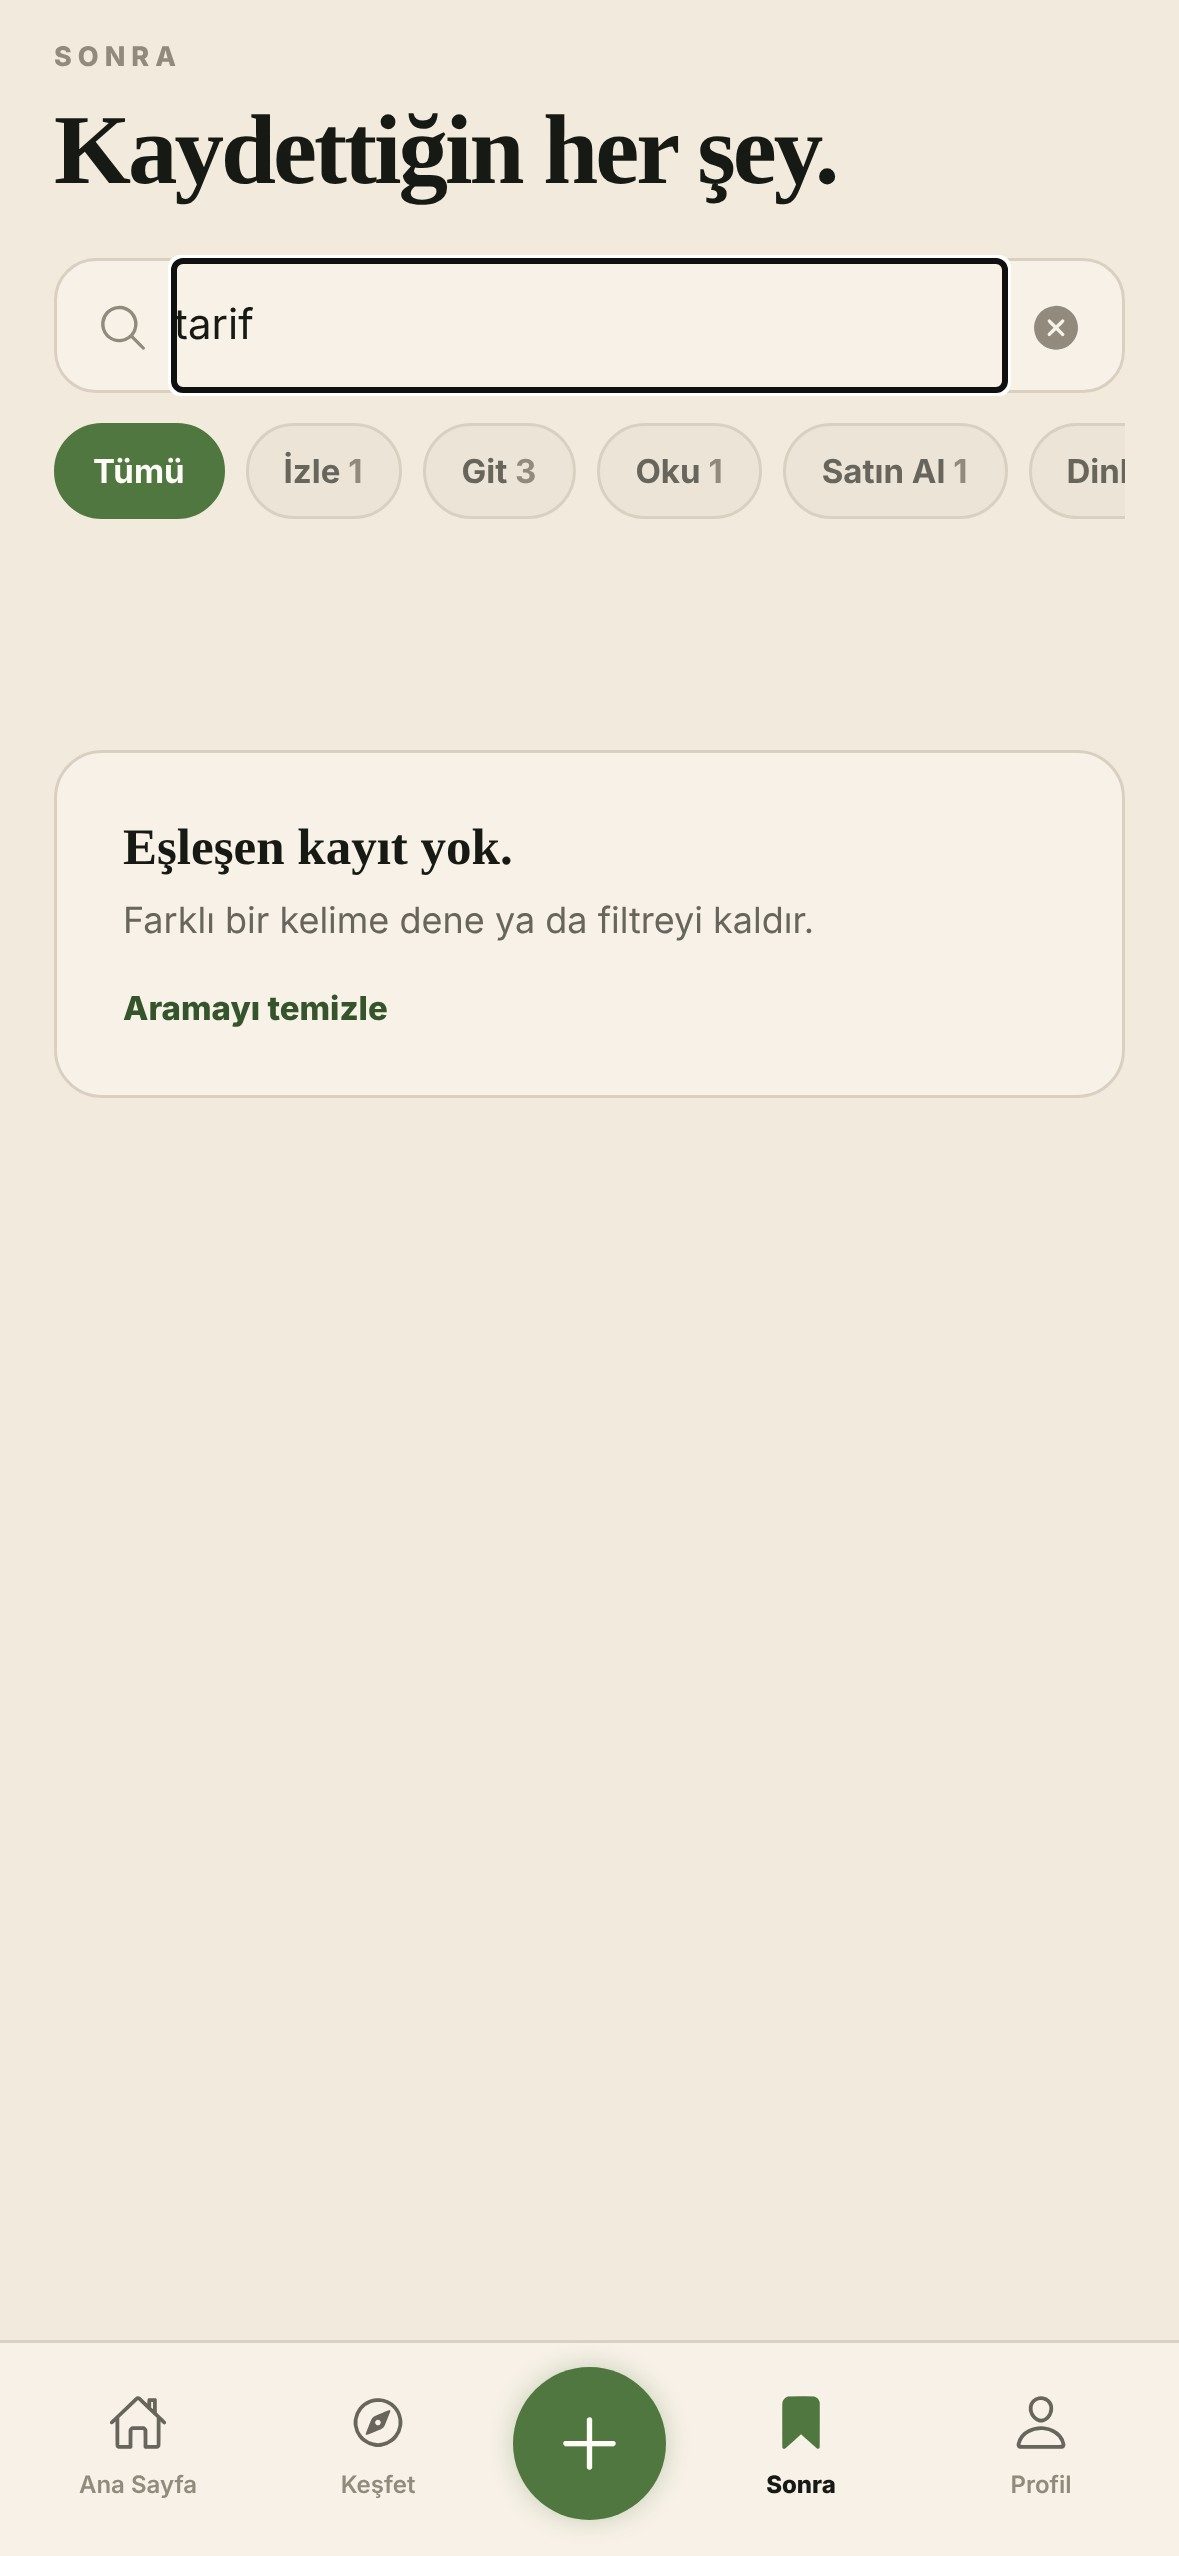 SONRA
Kaydettiğin her şey.
tarif
Tümü İzle 1 Git 3 Oku 1 Satın Al 1
Eşleşen kayıt yok.
Farklı bir kelime dene ya da filtreyi kaldır.
Aramayı temizle
Ana Sayfa Keşfet Sonra Profil